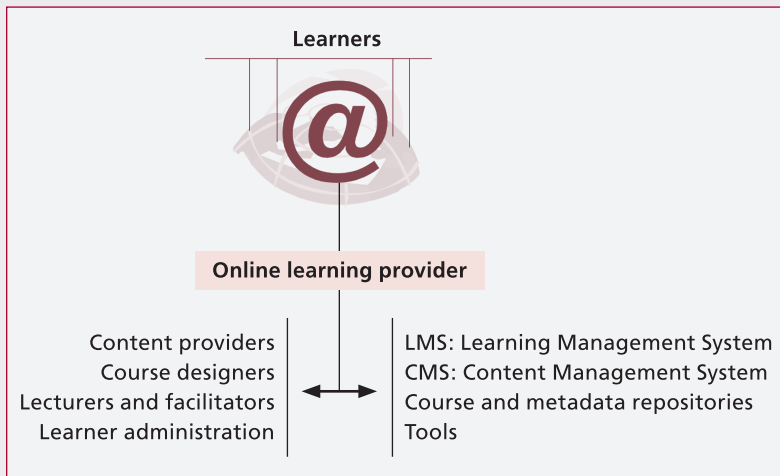 Learners
@
Online learning provider
Content providers
Course designers
Lecturers and facilitators
Learner administration
LMS: Learning Management System
CMS: Content Management System
Course and metadata repositories
Tools